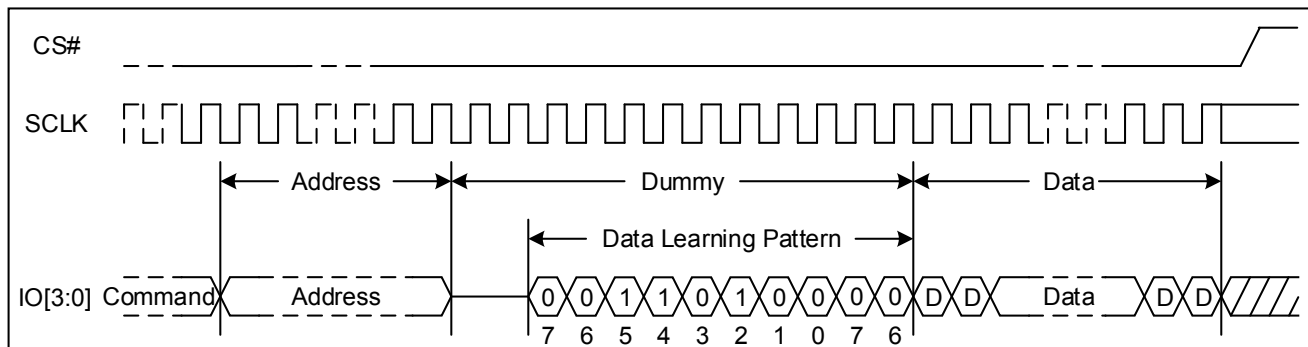 CS#
SCLK
Address Dummy Data
Data Learning Pattern
IO[3:0] Command Address 0 0 1 1 0 1 0 0 0 0 D D Data D D
7 6 5 4 3 2 1 0 7 6